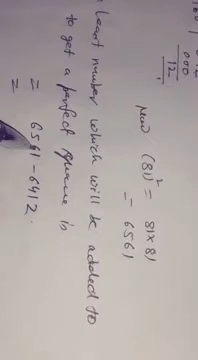 000
12
Now (81)² = 81×81
= 6561
least number which will be added to
to get a perfect square is
= 6561 - 6412.
=